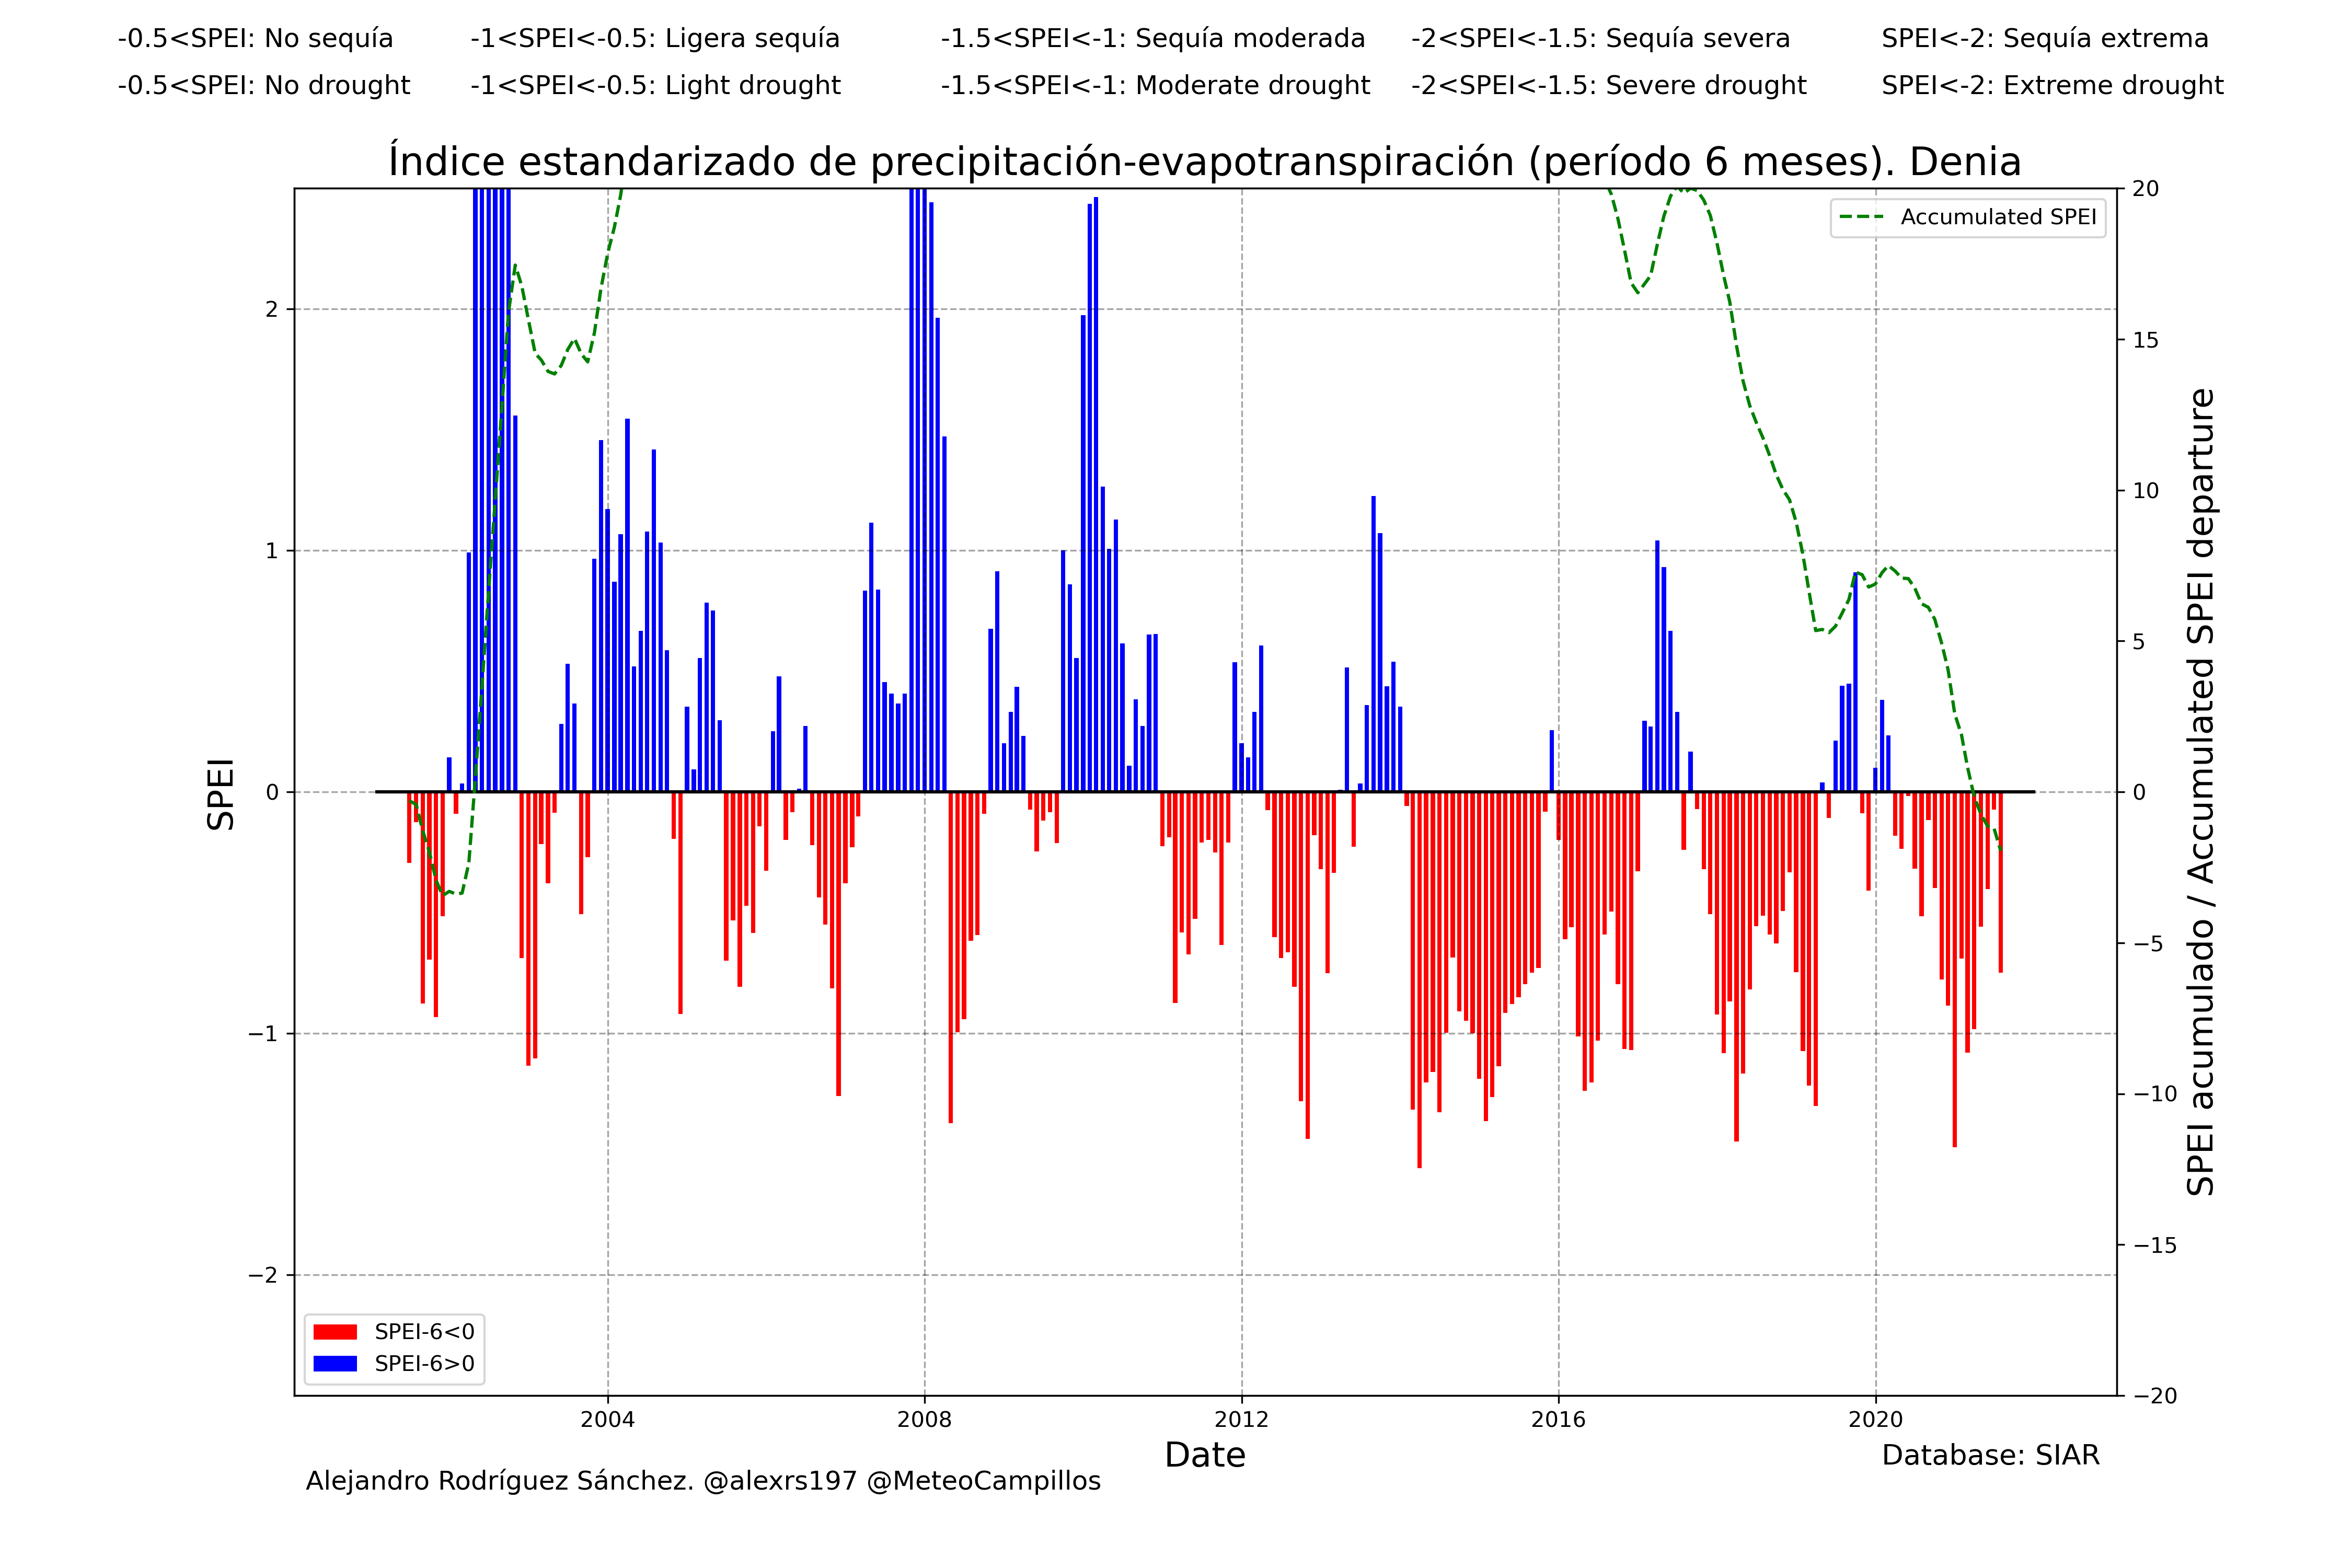 -0.5<SPEI: No sequía -1<SPEI<-0.5: Ligera sequía -1.5<SPEI<-1: Sequía moderada -2<SPEI<-1.5: Sequía severa SPEI<-2: Sequía extrema
-0.5<SPEI: No drought -1<SPEI<-0.5: Light drought -1.5<SPEI<-1: Moderate drought -2<SPEI<-1.5: Severe drought SPEI<-2: Extreme drought
Índice estandarizado de precipitación-evapotranspiración (período 6 meses). Denia
Accumulated SPEI
SPEI
2
1
0
−1
−2
20
15
10
5
0
−5
−10
−15
−20
SPEI acumulado / Accumulated SPEI departure
SPEI-6<0
SPEI-6>0
2004 2008 2012 2016 2020
Date
Database: SIAR
Alejandro Rodríguez Sánchez. @alexrs197 @MeteoCampillos